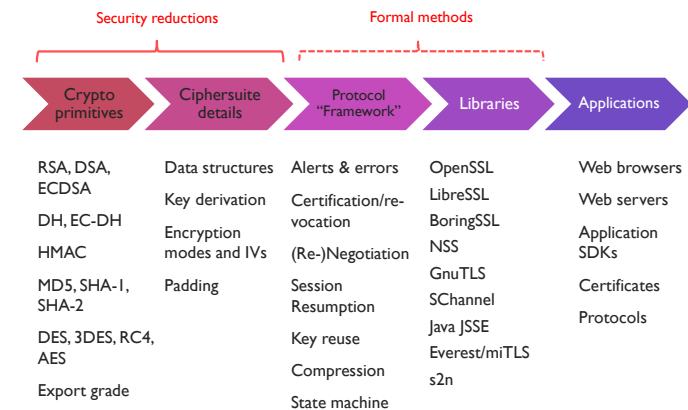 Security reductions
Formal methods
Crypto
primitives
Ciphersuite
details
Protocol
“Framework”
Libraries
Applications
RSA, DSA,
ECDSA
DH, EC-DH
HMAC
MD5, SHA-1,
SHA-2
DES, 3DES, RC4,
AES
Export grade
Data structures
Key derivation
Encryption
modes and IVs
Padding
Alerts & errors
Certification/re-
vocation
(Re-)Negotiation
Session
Resumption
Key reuse
Compression
State machine
OpenSSL
LibreSSL
BoringSSL
NSS
GnuTLS
SChannel
Java JSSE
Everest/miTLS
s2n
Web browsers
Web servers
Application
SDKs
Certificates
Protocols